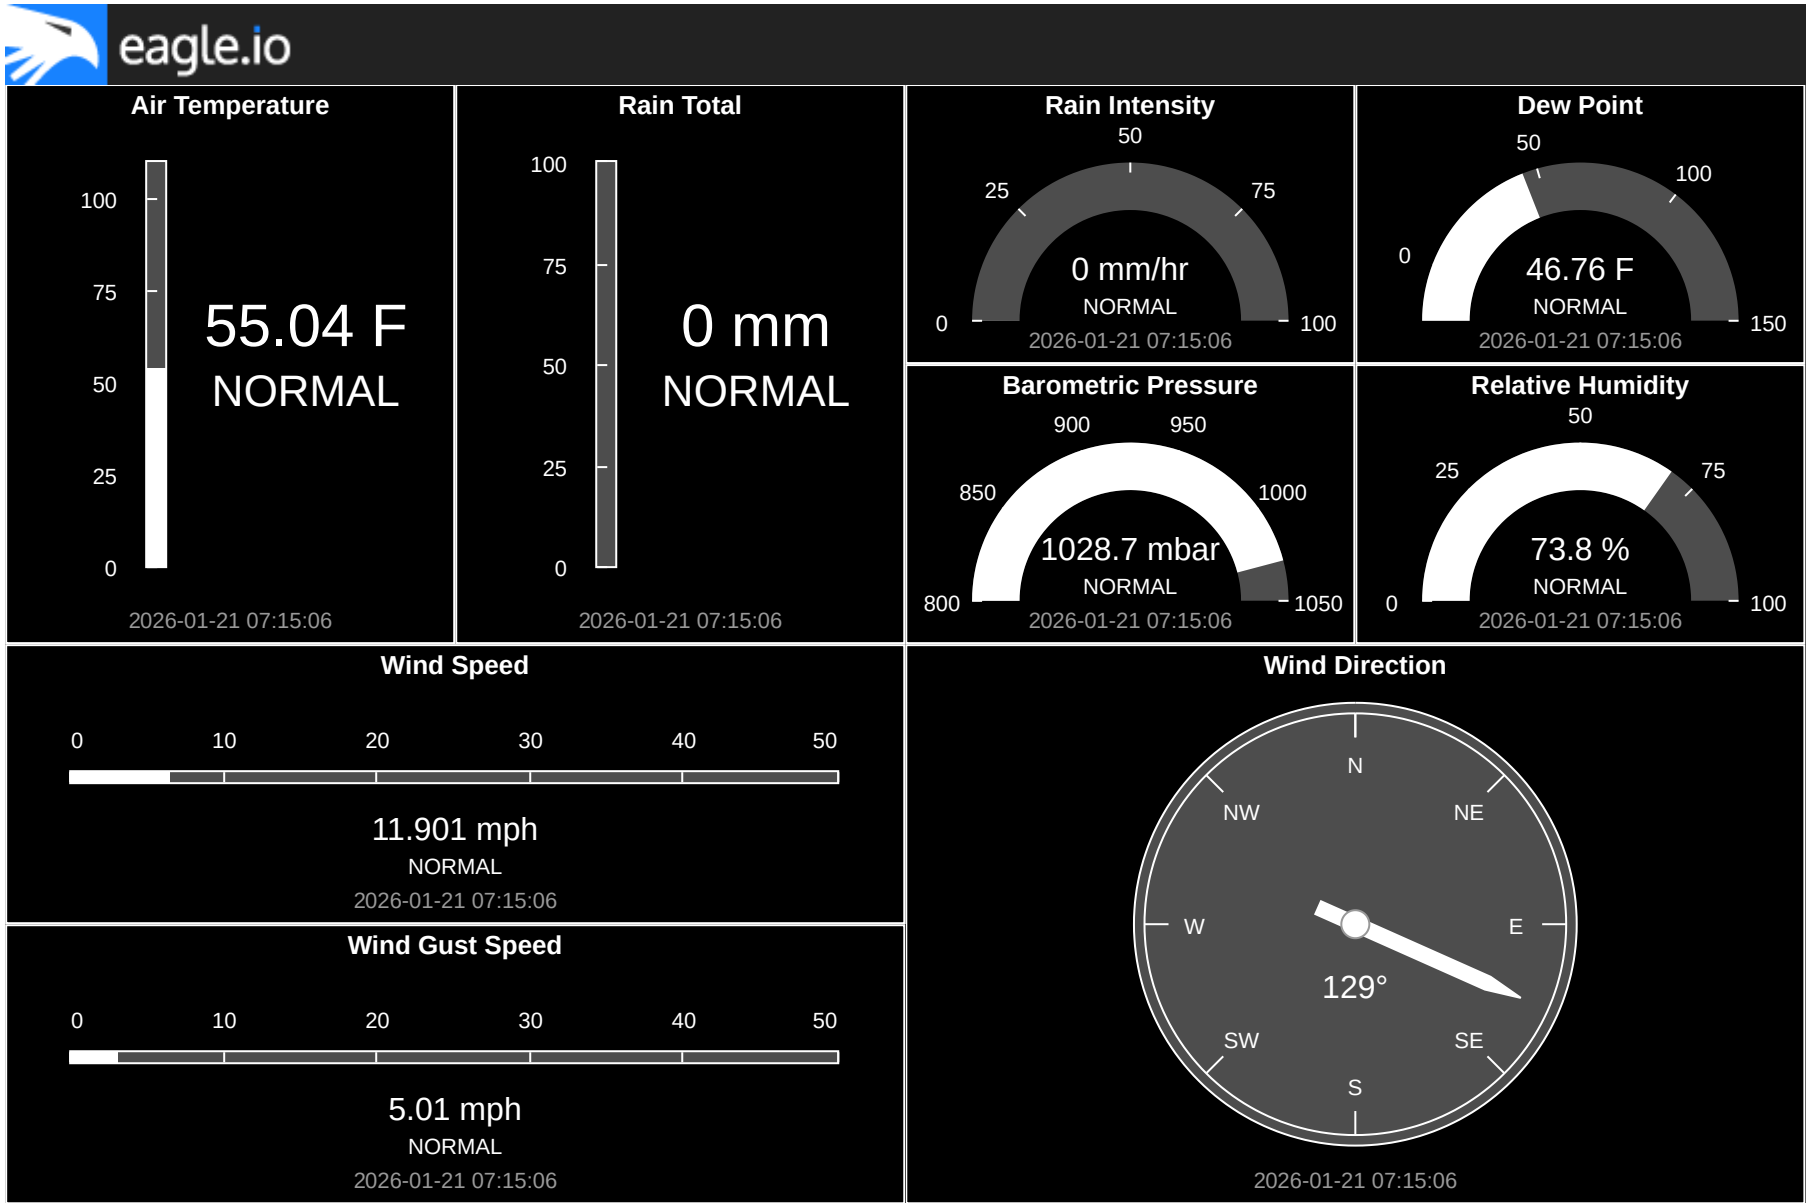 eagle.io
Air Temperature
100
75
50
25
0
55.04 F
NORMAL
2026-01-21 07:15:06
Rain Total
100
75
50
25
0
0 mm
NORMAL
2026-01-21 07:15:06
Rain Intensity
0
25
50
75
100
0 mm/hr
NORMAL
2026-01-21 07:15:06
Dew Point
0
50
100
150
46.76 F
NORMAL
2026-01-21 07:15:06
Barometric Pressure
800
850
900
950
1000
1050
1028.7 mbar
NORMAL
2026-01-21 07:15:06
Relative Humidity
0
25
50
75
100
73.8 %
NORMAL
2026-01-21 07:15:06
Wind Speed
0 10 20 30 40 50
11.901 mph
NORMAL
2026-01-21 07:15:06
Wind Gust Speed
0 10 20 30 40 50
5.01 mph
NORMAL
2026-01-21 07:15:06
Wind Direction
N
NW NE
W E
129°
SW SE
S
2026-01-21 07:15:06